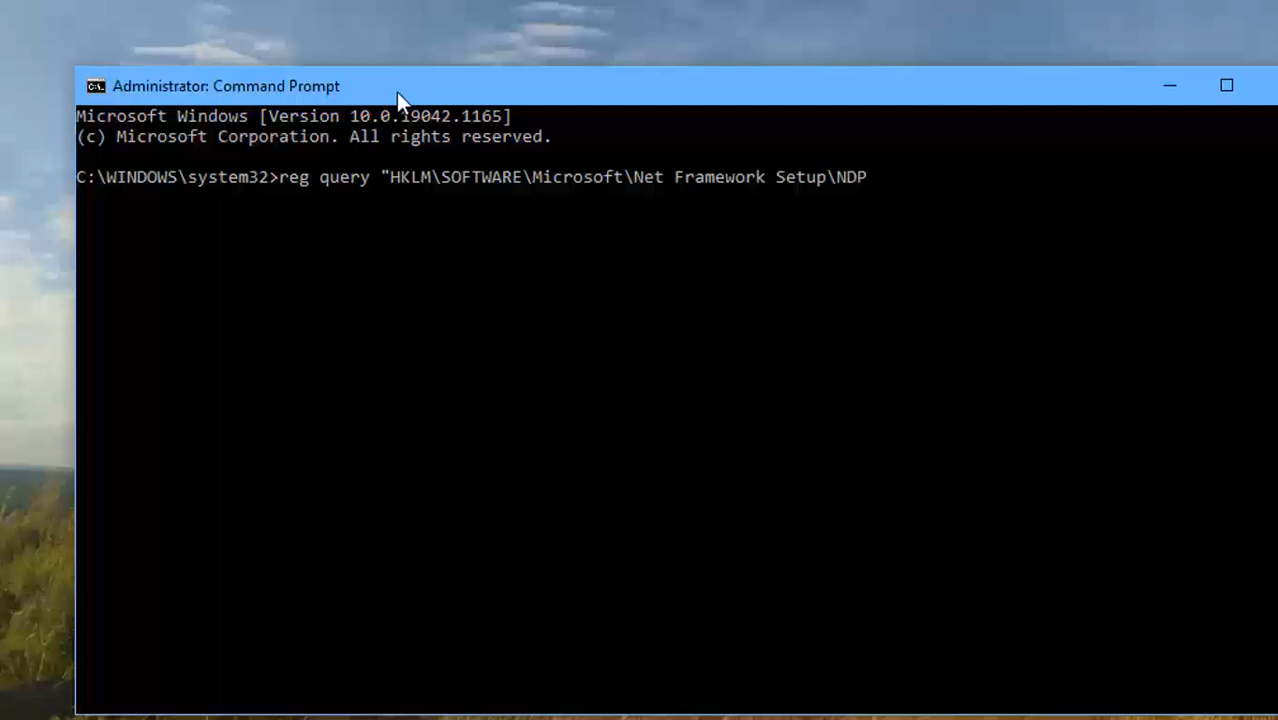 Administrator: Command Prompt
Microsoft Windows [Version 10.0.19042.1165]
(c) Microsoft Corporation. All rights reserved.
C:\WINDOWS\system32>reg query "HKLM\SOFTWARE\Microsoft\Net Framework Setup\NDP